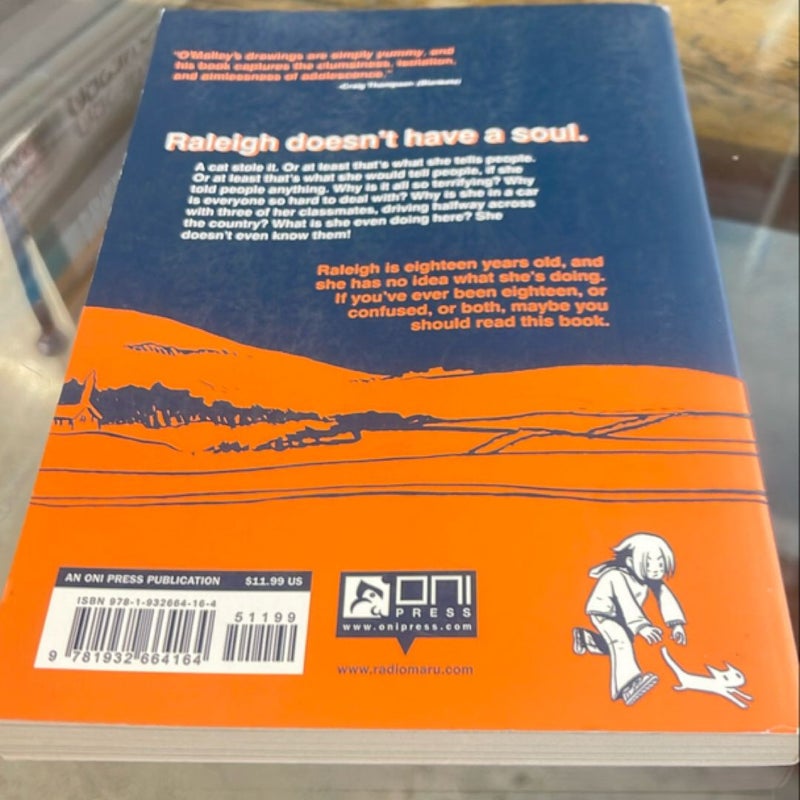 "O'Malley's drawings are simply yummy, and
his book captures the clumsiness, isolation,
and aimlessness of adolescence."
-Craig Thompson (Blankets)
Raleigh doesn't have a soul.
A cat stole it. Or at least that's what she tells people.
Or at least that's what she would tell people, if she
told people anything. Why is it all so terrifying? Why
is everyone so hard to deal with? Why is she in a car
with three of her classmates, driving halfway across
the country? What is she even doing here? She
doesn't even know them!
Raleigh is eighteen years old, and
she has no idea what she's doing.
If you've ever been eighteen, or
confused, or both, maybe you
should read this book.
AN ONI PRESS PUBLICATION $11.99 US
ISBN 978-1-932664-16-4
51199
9 781932 664164
ONI
PRESS
www.onipress.com
www.radiomaru.com